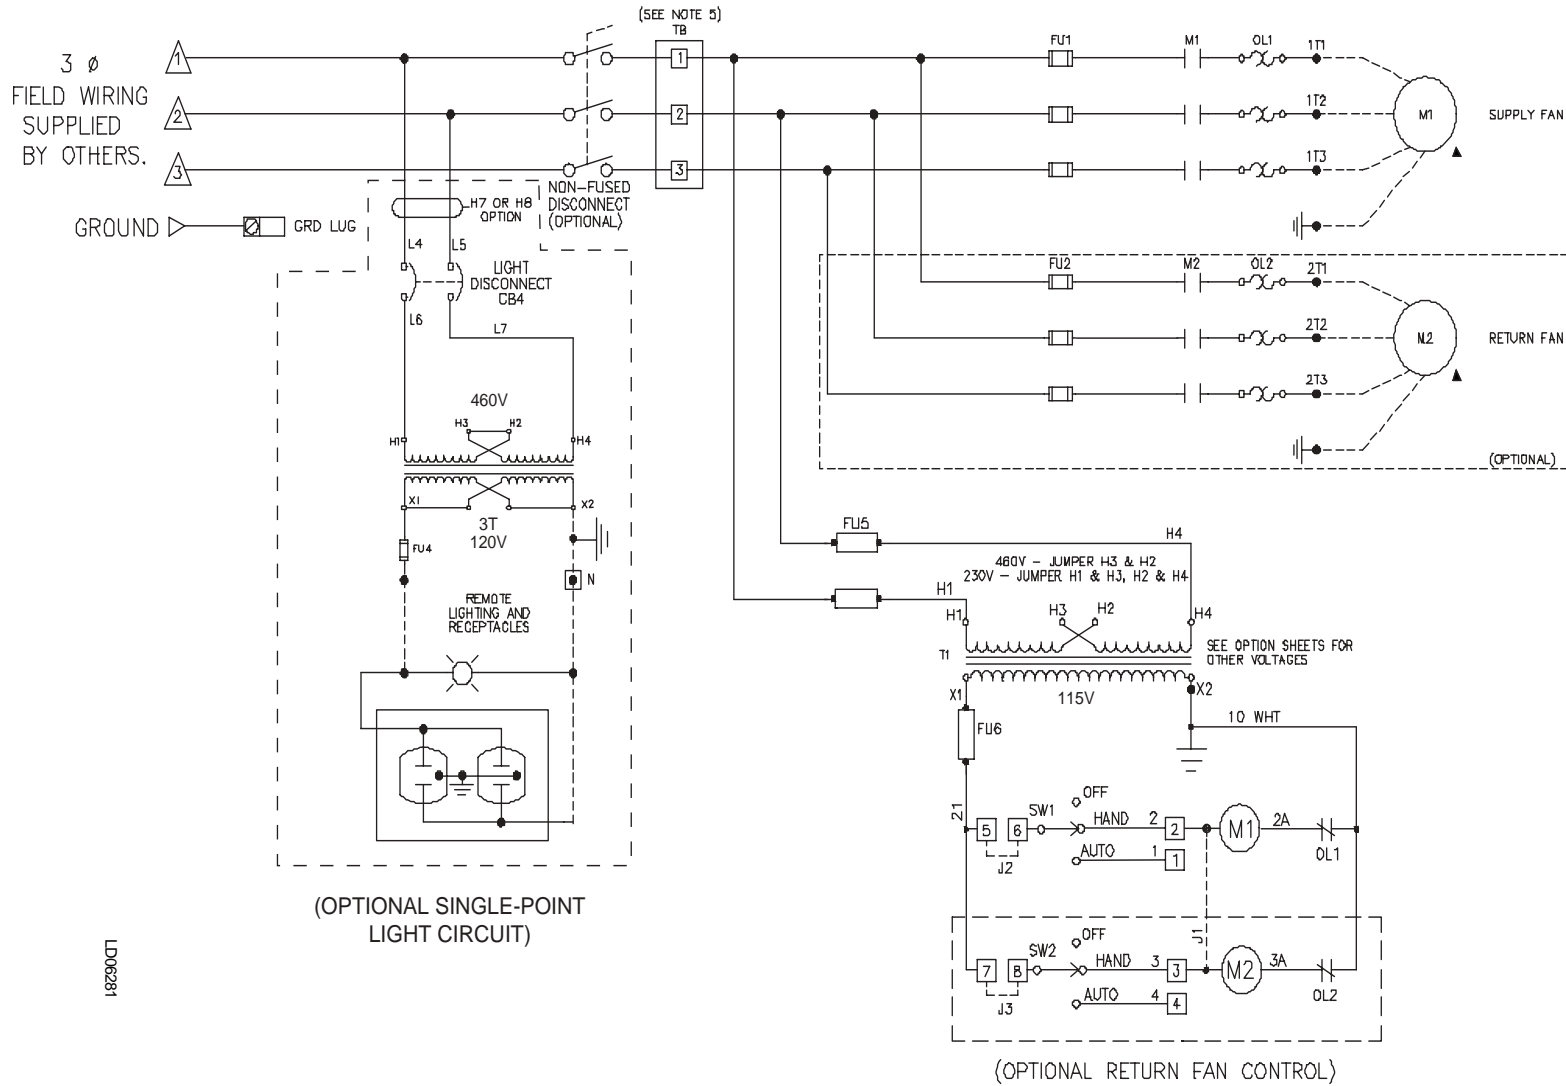 (SEE NOTE 5)
TB
3 ø
FIELD WIRING
SUPPLIED
BY OTHERS.
1
2
3
1
2
3
FU1
M1
OL1
1T1
1T2
1T3
M1
SUPPLY FAN
NON-FUSED
DISCONNECT
(OPTIONAL)
GROUND
GRD LUG
H7 OR H8
OPTION
L4
L5
LIGHT
DISCONNECT
CB4
L6
L7
FU2
M2
OL2
2T1
2T2
2T3
M2
RETURN FAN
(OPTIONAL)
460V
H3
H2
H1
H4
X1
X2
3T
120V
FU4
N
REMOTE
LIGHTING AND
RECEPTACLES
(OPTIONAL SINGLE-POINT
LIGHT CIRCUIT)
FU5
H4
460V - JUMPER H3 & H2
230V - JUMPER H1 & H3, H2 & H4
H1
H1
H3
H2
H4
T1
SEE OPTION SHEETS FOR
OTHER VOLTAGES
X1
115V
X2
FU6
10 WHT
21
5
6
SW1
OFF
HAND
2
2
M1
2A
OL1
J2
AUTO
1
1
J1
7
8
SW2
OFF
HAND
3
3
M2
3A
OL2
J3
AUTO
4
4
(OPTIONAL RETURN FAN CONTROL)
LD06281